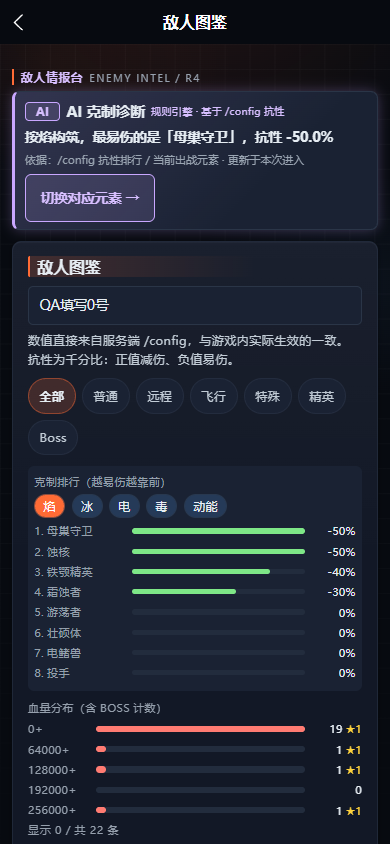 敌人图鉴
敌人情报台 ENEMY INTEL / R4
AI AI 克制诊断 规则引擎 · 基于 /config 抗性
按焰构筑，最易伤的是「母巢守卫」，抗性 -50.0%
依据：/config 抗性排行 / 当前出战元素 · 更新于本次进入
切换对应元素 →
敌人图鉴
QA填写0号
数值直接来自服务端 /config，与游戏内实际生效的一致。
抗性为千分比：正值减伤、负值易伤。
全部 普通 远程 飞行 特殊 精英
Boss
克制排行（越易伤越靠前）
焰 冰 电 毒 动能
1. 母巢守卫 -50%
2. 蚀核 -50%
3. 铁颚精英 -40%
4. 霜蚀者 -30%
5. 游荡者 0%
6. 壮硕体 0%
7. 电鳍兽 0%
8. 投手 0%
血量分布（含 BOSS 计数）
0+ 19 ★1
64000+ 1 ★1
128000+ 1 ★1
192000+ 0
256000+ 1 ★1
显示 0 / 共 22 条